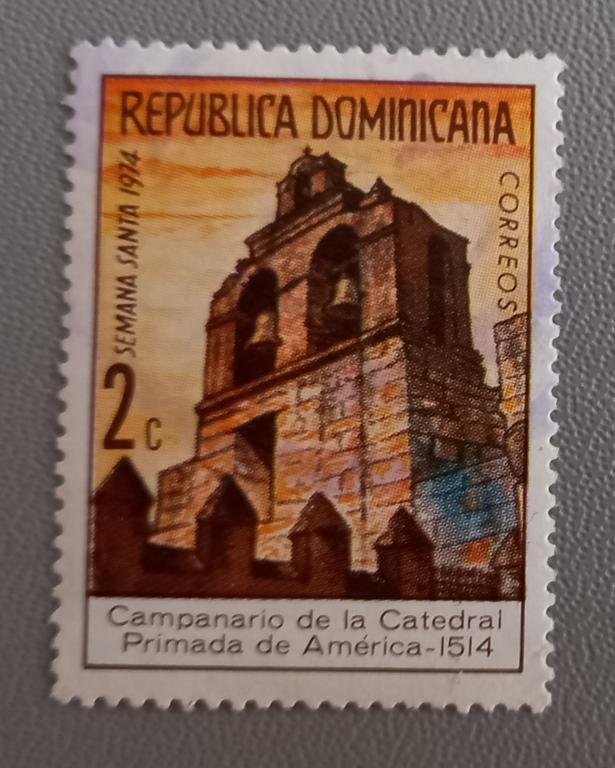 REPUBLICA DOMINICANA
SEMANA SANTA 1974
CORREOS
2c
Campanario de la Catedral
Primada de América-1514